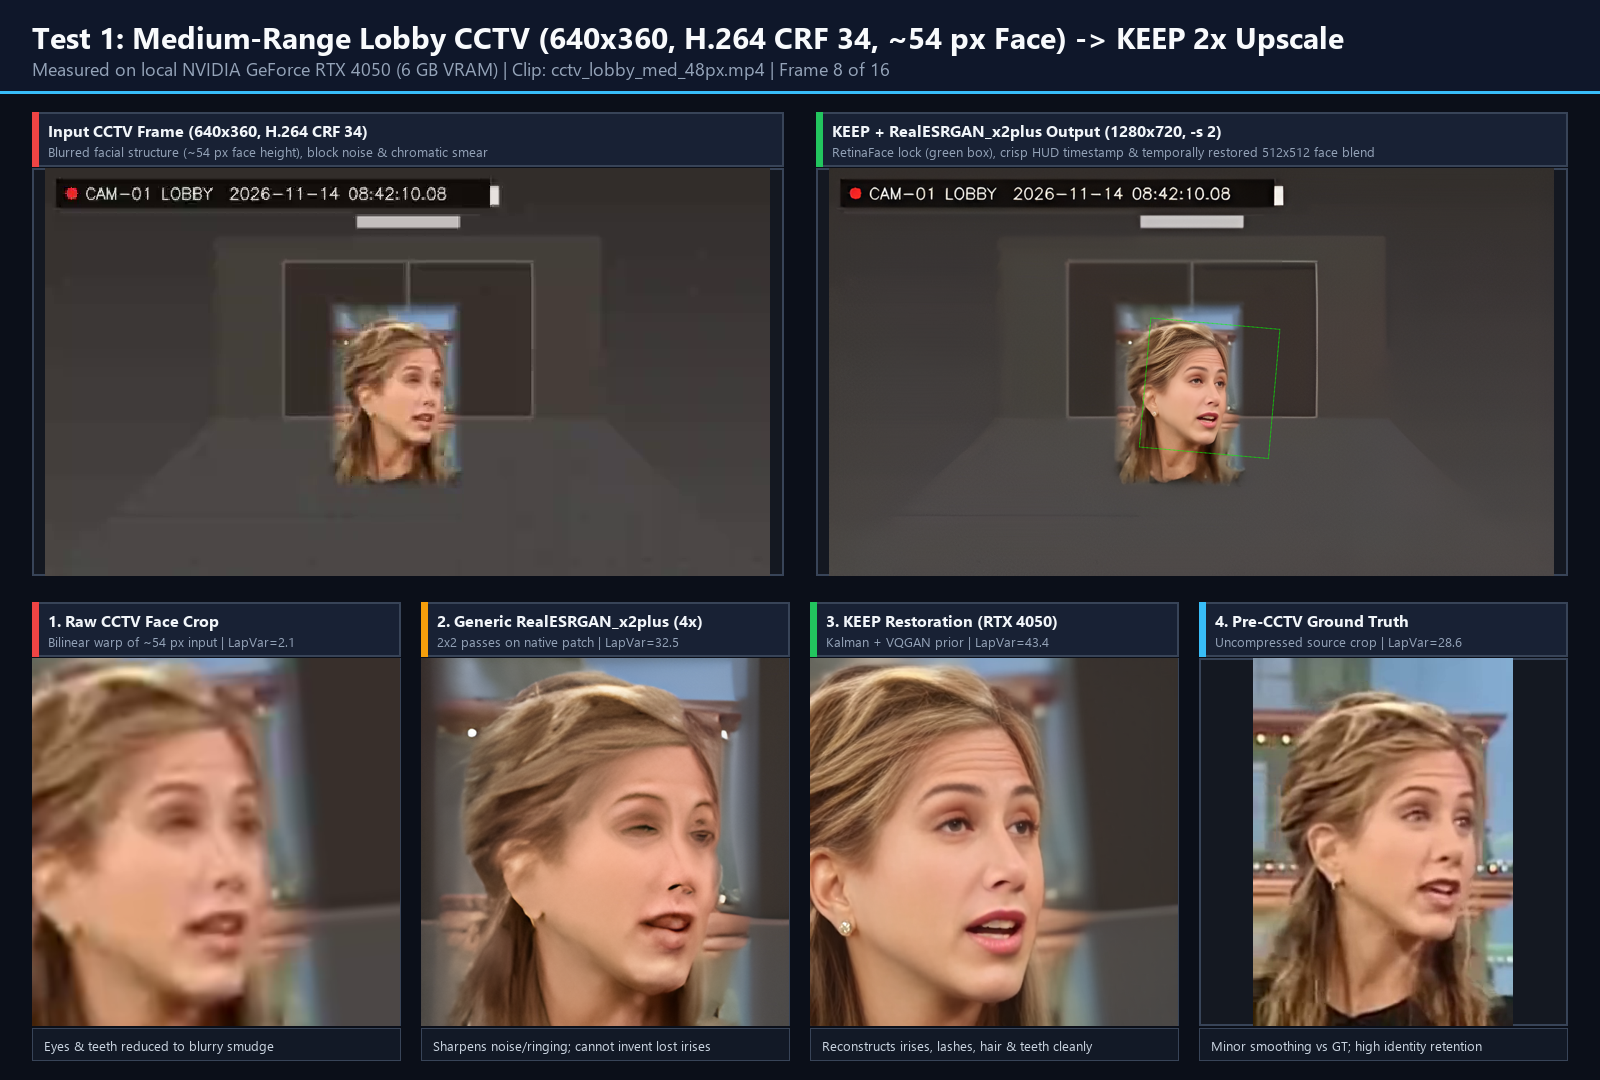 Test 1: Medium-Range Lobby CCTV (640x360, H.264 CRF 34, ~54 px Face) -> KEEP 2x Upscale
Measured on local NVIDIA GeForce RTX 4050 (6 GB VRAM) | Clip: cctv_lobby_med_48px.mp4 | Frame 8 of 16
Input CCTV Frame (640x360, H.264 CRF 34)
Blurred facial structure (~54 px face height), block noise & chromatic smear
CAM-01 LOBBY 2026-11-14 08:42:10.08
KEEP + RealESRGAN_x2plus Output (1280x720, -s 2)
RetinaFace lock (green box), crisp HUD timestamp & temporally restored 512x512 face blend
CAM-01 LOBBY 2026-11-14 08:42:10.08
1. Raw CCTV Face Crop
Bilinear warp of ~54 px input | LapVar=2.1
Eyes & teeth reduced to blurry smudge
2. Generic RealESRGAN_x2plus (4x)
2x2 passes on native patch | LapVar=32.5
Sharpens noise/ringing; cannot invent lost irises
3. KEEP Restoration (RTX 4050)
Kalman + VQGAN prior | LapVar=43.4
Reconstructs irises, lashes, hair & teeth cleanly
4. Pre-CCTV Ground Truth
Uncompressed source crop | LapVar=28.6
Minor smoothing vs GT; high identity retention